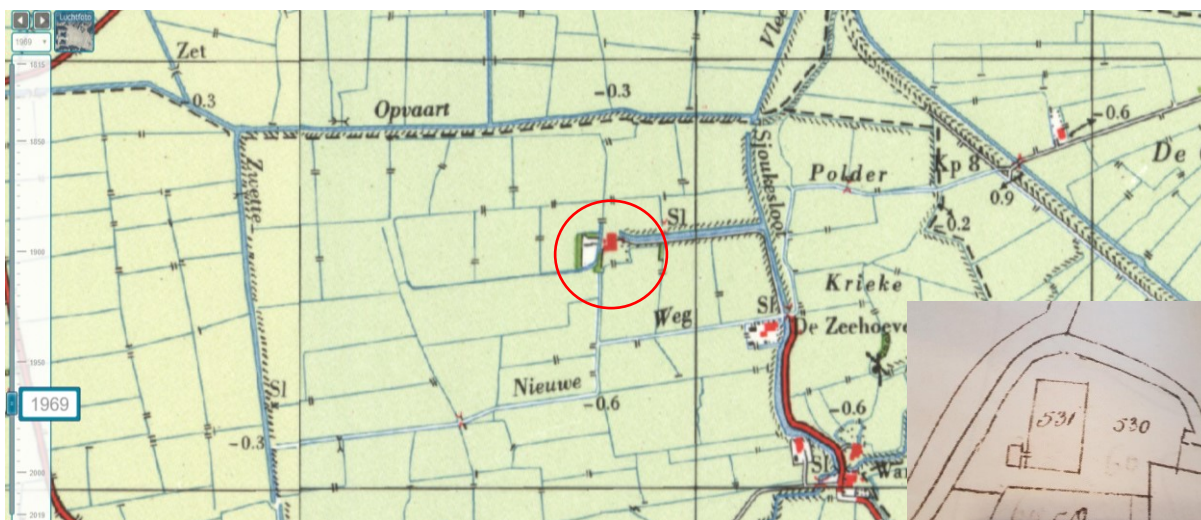 Luchtfoto
1969
1815
1850
1900
1950
2000
2019
1969
Zet
0.3
Opvaart
-0.3
Vlee
Zwette
Sjoukesloot
Sl
Polder
Kp 8
-0.6
De
0.9
0.2
Krieke
Weg
Sl
De Zeehoeve
Nieuwe
-0.6
Sl
-0.3
-0.6
Sl
War
531
530